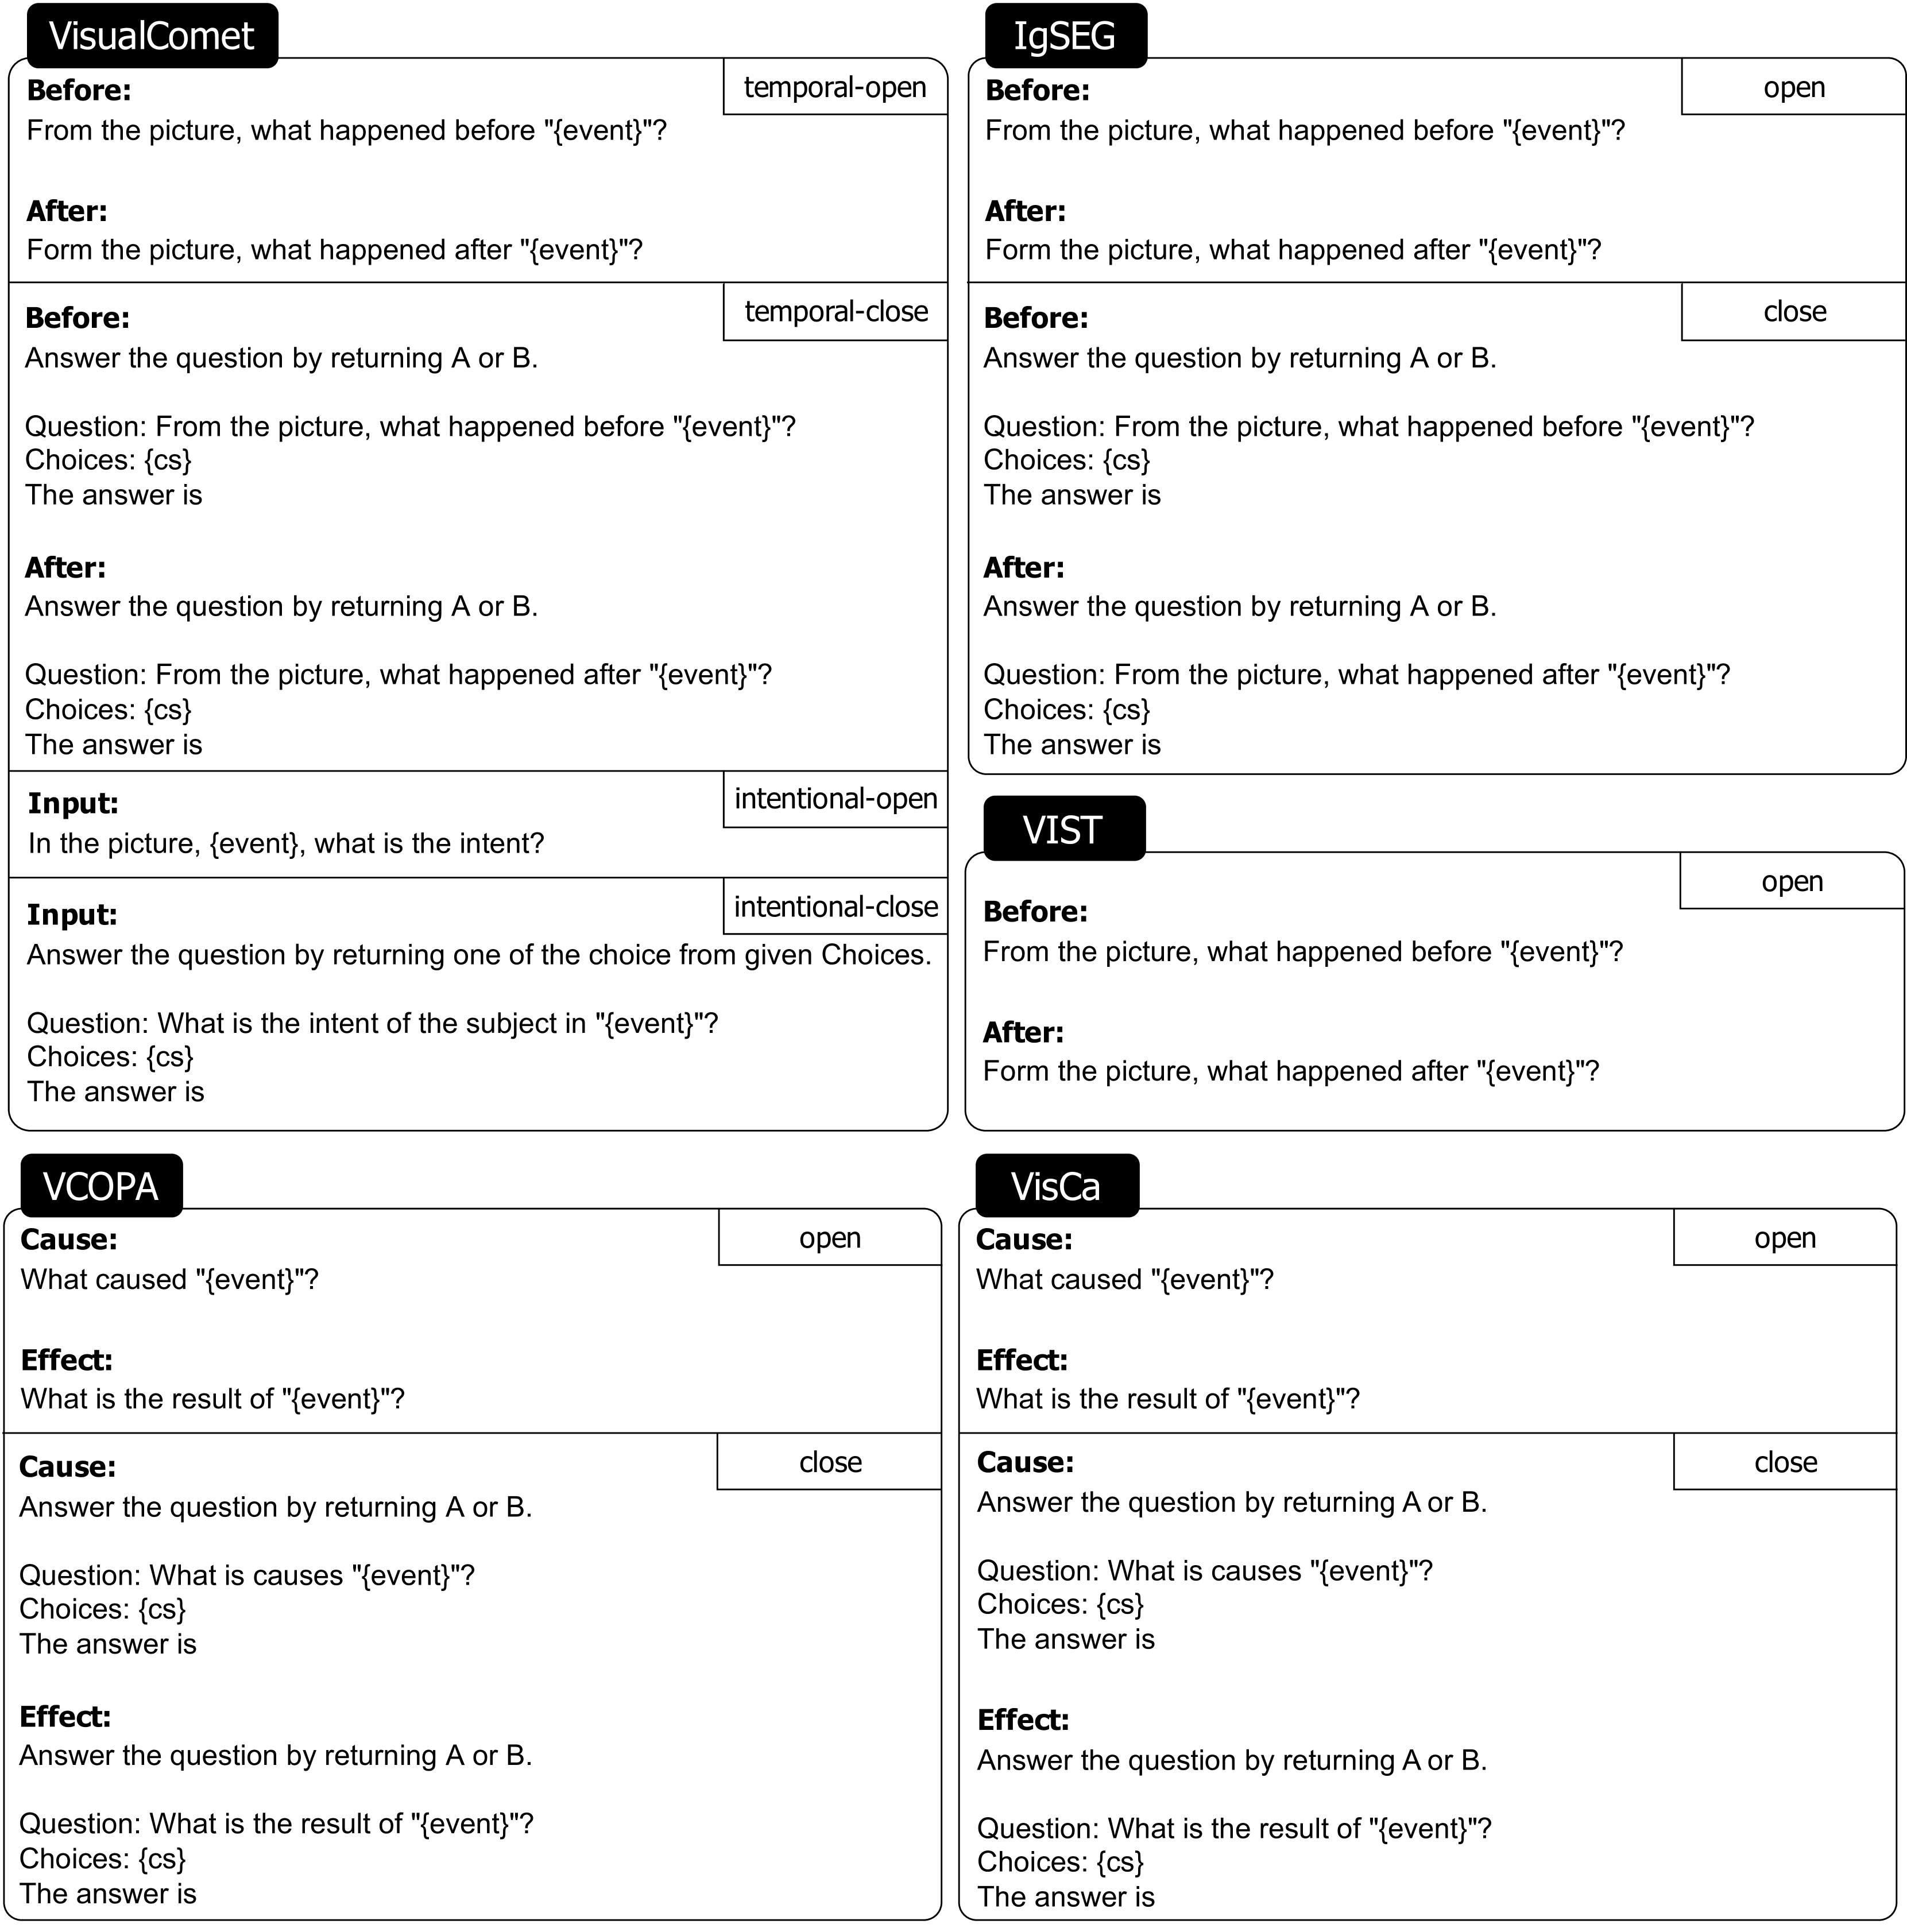 VisualComet
temporal-open
Before:
From the picture, what happened before "{event}"?
After:
Form the picture, what happened after "{event}"?
temporal-close
Before:
Answer the question by returning A or B.
Question: From the picture, what happened before "{event}"?
Choices: {cs}
The answer is
After:
Answer the question by returning A or B.
Question: From the picture, what happened after "{event}"?
Choices: {cs}
The answer is
intentional-open
Input:
In the picture, {event}, what is the intent?
intentional-close
Input:
Answer the question by returning one of the choice from given Choices.
Question: What is the intent of the subject in "{event}"?
Choices: {cs}
The answer is
IgSEG
open
Before:
From the picture, what happened before "{event}"?
After:
Form the picture, what happened after "{event}"?
close
Before:
Answer the question by returning A or B.
Question: From the picture, what happened before "{event}"?
Choices: {cs}
The answer is
After:
Answer the question by returning A or B.
Question: From the picture, what happened after "{event}"?
Choices: {cs}
The answer is
VIST
open
Before:
From the picture, what happened before "{event}"?
After:
Form the picture, what happened after "{event}"?
VCOPA
open
Cause:
What caused "{event}"?
Effect:
What is the result of "{event}"?
close
Cause:
Answer the question by returning A or B.
Question: What is causes "{event}"?
Choices: {cs}
The answer is
Effect:
Answer the question by returning A or B.
Question: What is the result of "{event}"?
Choices: {cs}
The answer is
VisCa
open
Cause:
What caused "{event}"?
Effect:
What is the result of "{event}"?
close
Cause:
Answer the question by returning A or B.
Question: What is causes "{event}"?
Choices: {cs}
The answer is
Effect:
Answer the question by returning A or B.
Question: What is the result of "{event}"?
Choices: {cs}
The answer is